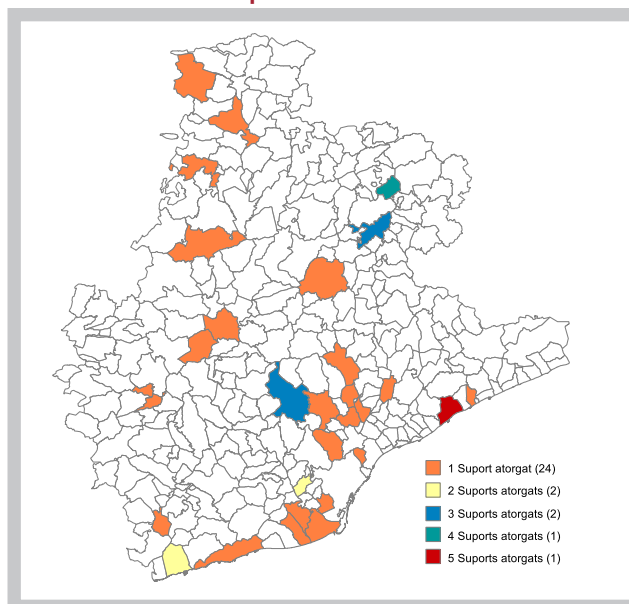 1 Suport atorgat (24)
2 Suports atorgats (2)
3 Suports atorgats (2)
4 Suports atorgats (1)
5 Suports atorgats (1)